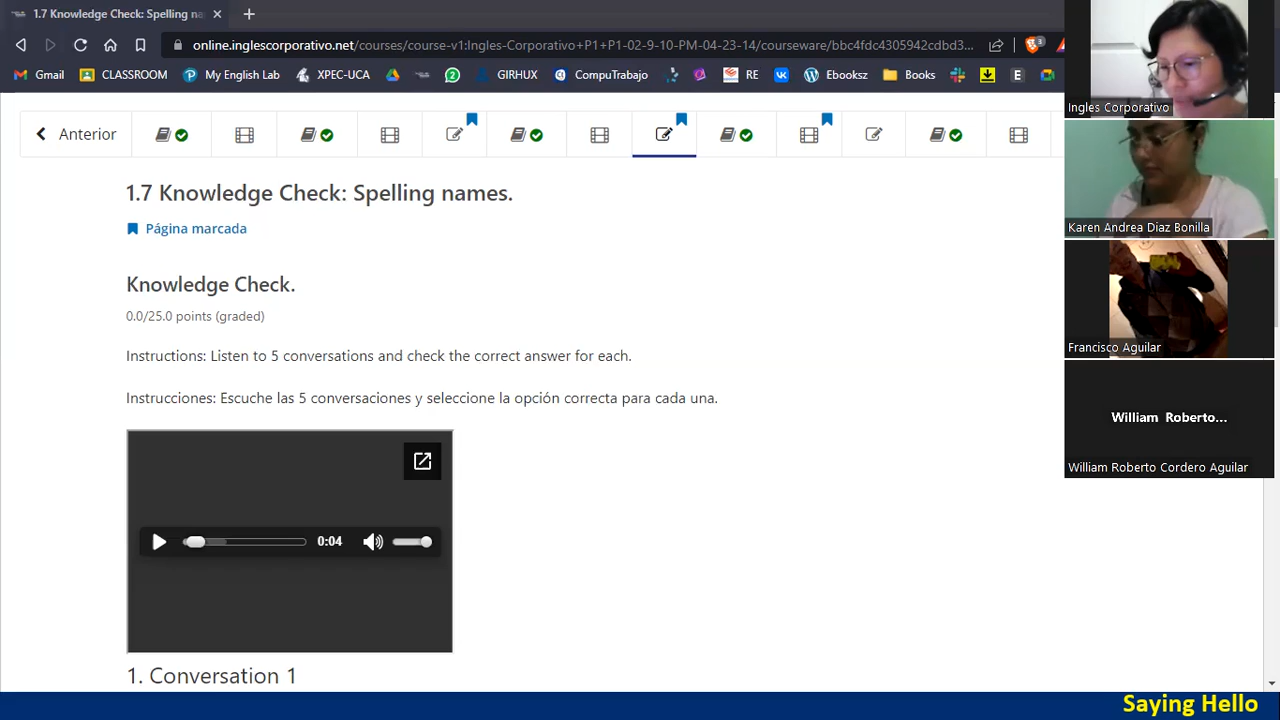 1.7 Knowledge Check: Spelling na
online.inglescorporativo.net/courses/course-v1:Ingles-Corporativo+P1+P1-02-9-10-PM-04-23-14/courseware/bbc4fdc4305942cdbd3...
3
Gmail CLASSROOM My English Lab XPEC-UCA 2 GIRHUX CompuTrabajo RE WordPress Ebooksz Books E
Anterior
1.7 Knowledge Check: Spelling names.
Página marcada
Knowledge Check.
0.0/25.0 points (graded)
Instructions: Listen to 5 conversations and check the correct answer for each.
Instrucciones: Escuche las 5 conversaciones y seleccione la opción correcta para cada una.
0:04
1. Conversation 1
Ingles Corporativo
Karen Andrea Diaz Bonilla
Francisco Aguilar
William Roberto...
William Roberto Cordero Aguilar
Saying Hello